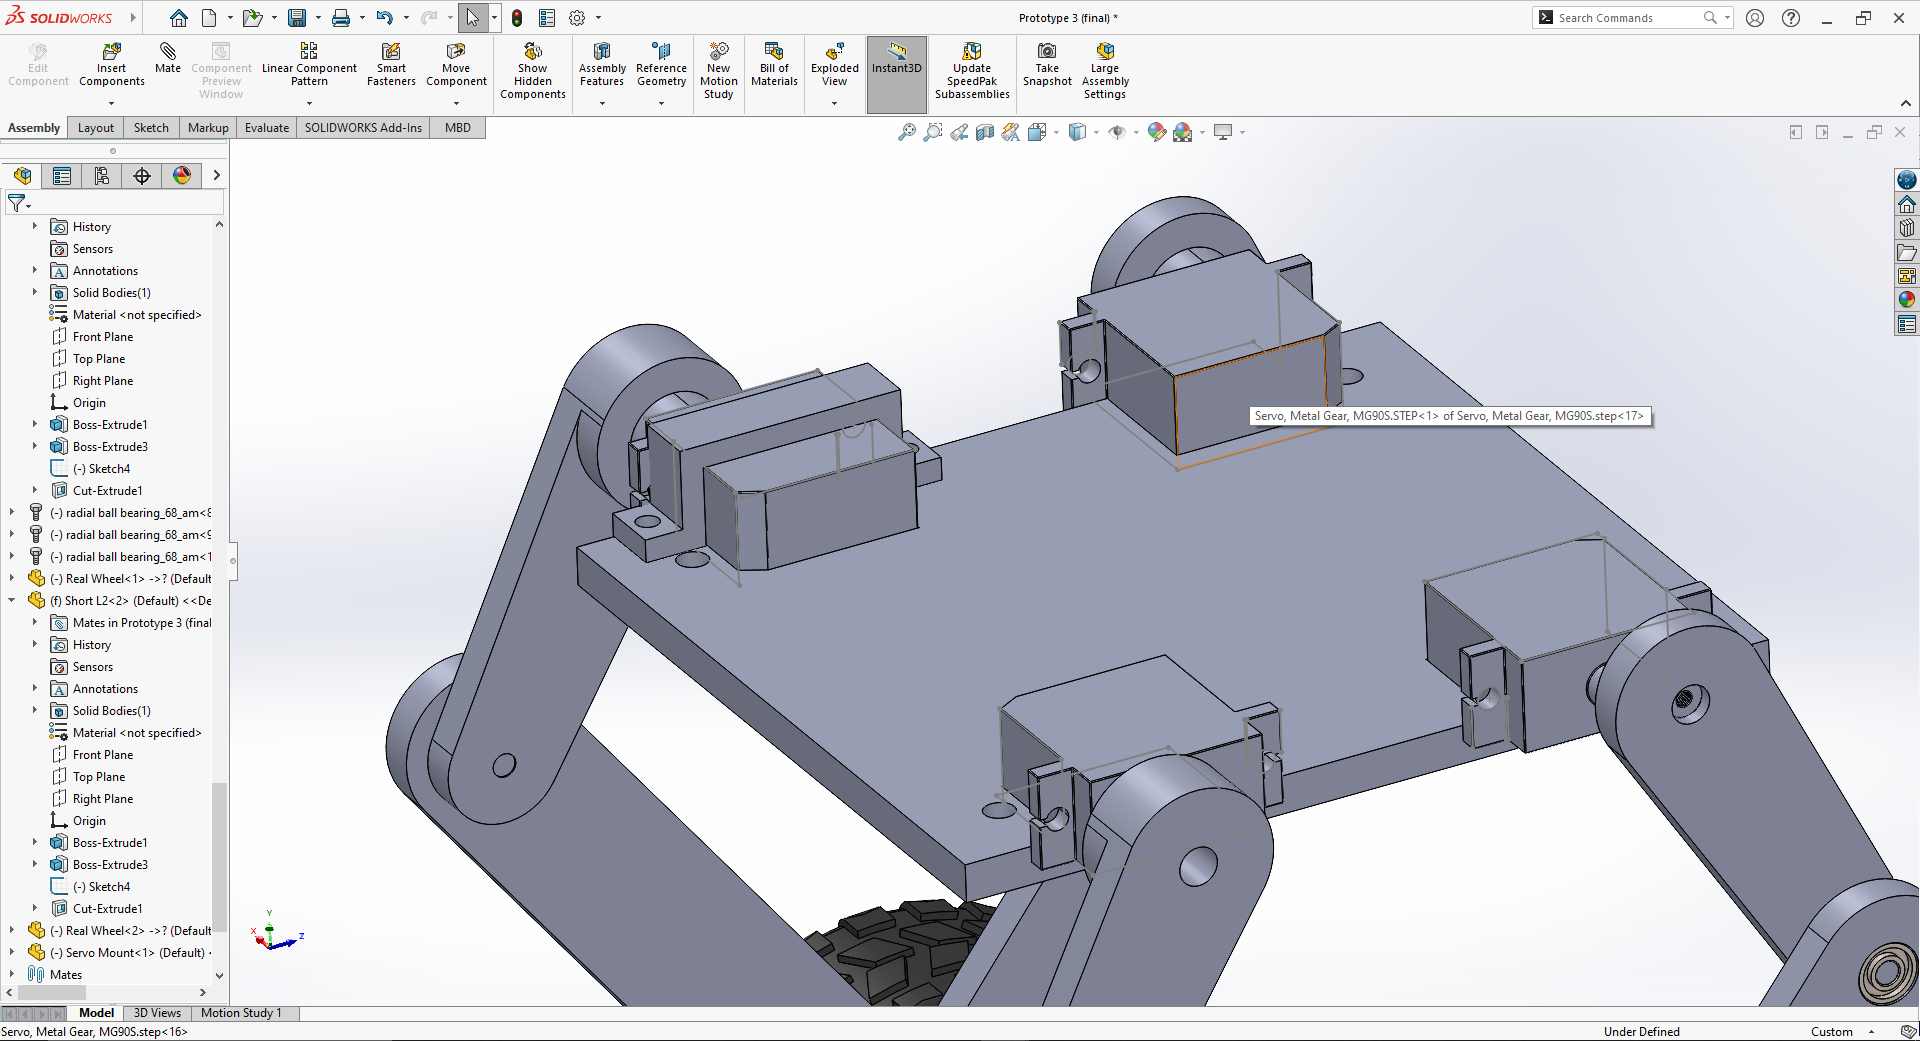 SOLIDWORKS
Prototype 3 (final) *
Search Commands
Edit
Component
Insert
Components
Mate
Component
Preview
Window
Linear Component
Pattern
Smart
Fasteners
Move
Component
Show
Hidden
Components
Assembly
Features
Reference
Geometry
New
Motion
Study
Bill of
Materials
Exploded
View
Instant3D
Update
SpeedPak
Subassemblies
Take
Snapshot
Large
Assembly
Settings
Assembly
Layout
Sketch
Markup
Evaluate
SOLIDWORKS Add-Ins
MBD
History
Sensors
Annotations
Solid Bodies(1)
Material <not specified>
Front Plane
Top Plane
Right Plane
Origin
Boss-Extrude1
Boss-Extrude3
(-) Sketch4
Cut-Extrude1
(-) radial ball bearing_68_am<8
(-) radial ball bearing_68_am<9
(-) radial ball bearing_68_am<1
(-) Real Wheel<1> ->? (Default
(f) Short L2<2> (Default) <<De
Mates in Prototype 3 (final
History
Sensors
Annotations
Solid Bodies(1)
Material <not specified>
Front Plane
Top Plane
Right Plane
Origin
Boss-Extrude1
Boss-Extrude3
(-) Sketch4
Cut-Extrude1
(-) Real Wheel<2> ->? (Default
(-) Servo Mount<1> (Default)
Mates
Servo, Metal Gear, MG90S.STEP<1> of Servo, Metal Gear, MG90S.step<17>
Y
X
Z
Model
3D Views
Motion Study 1
Servo, Metal Gear, MG90S.step<16>
Under Defined
Custom